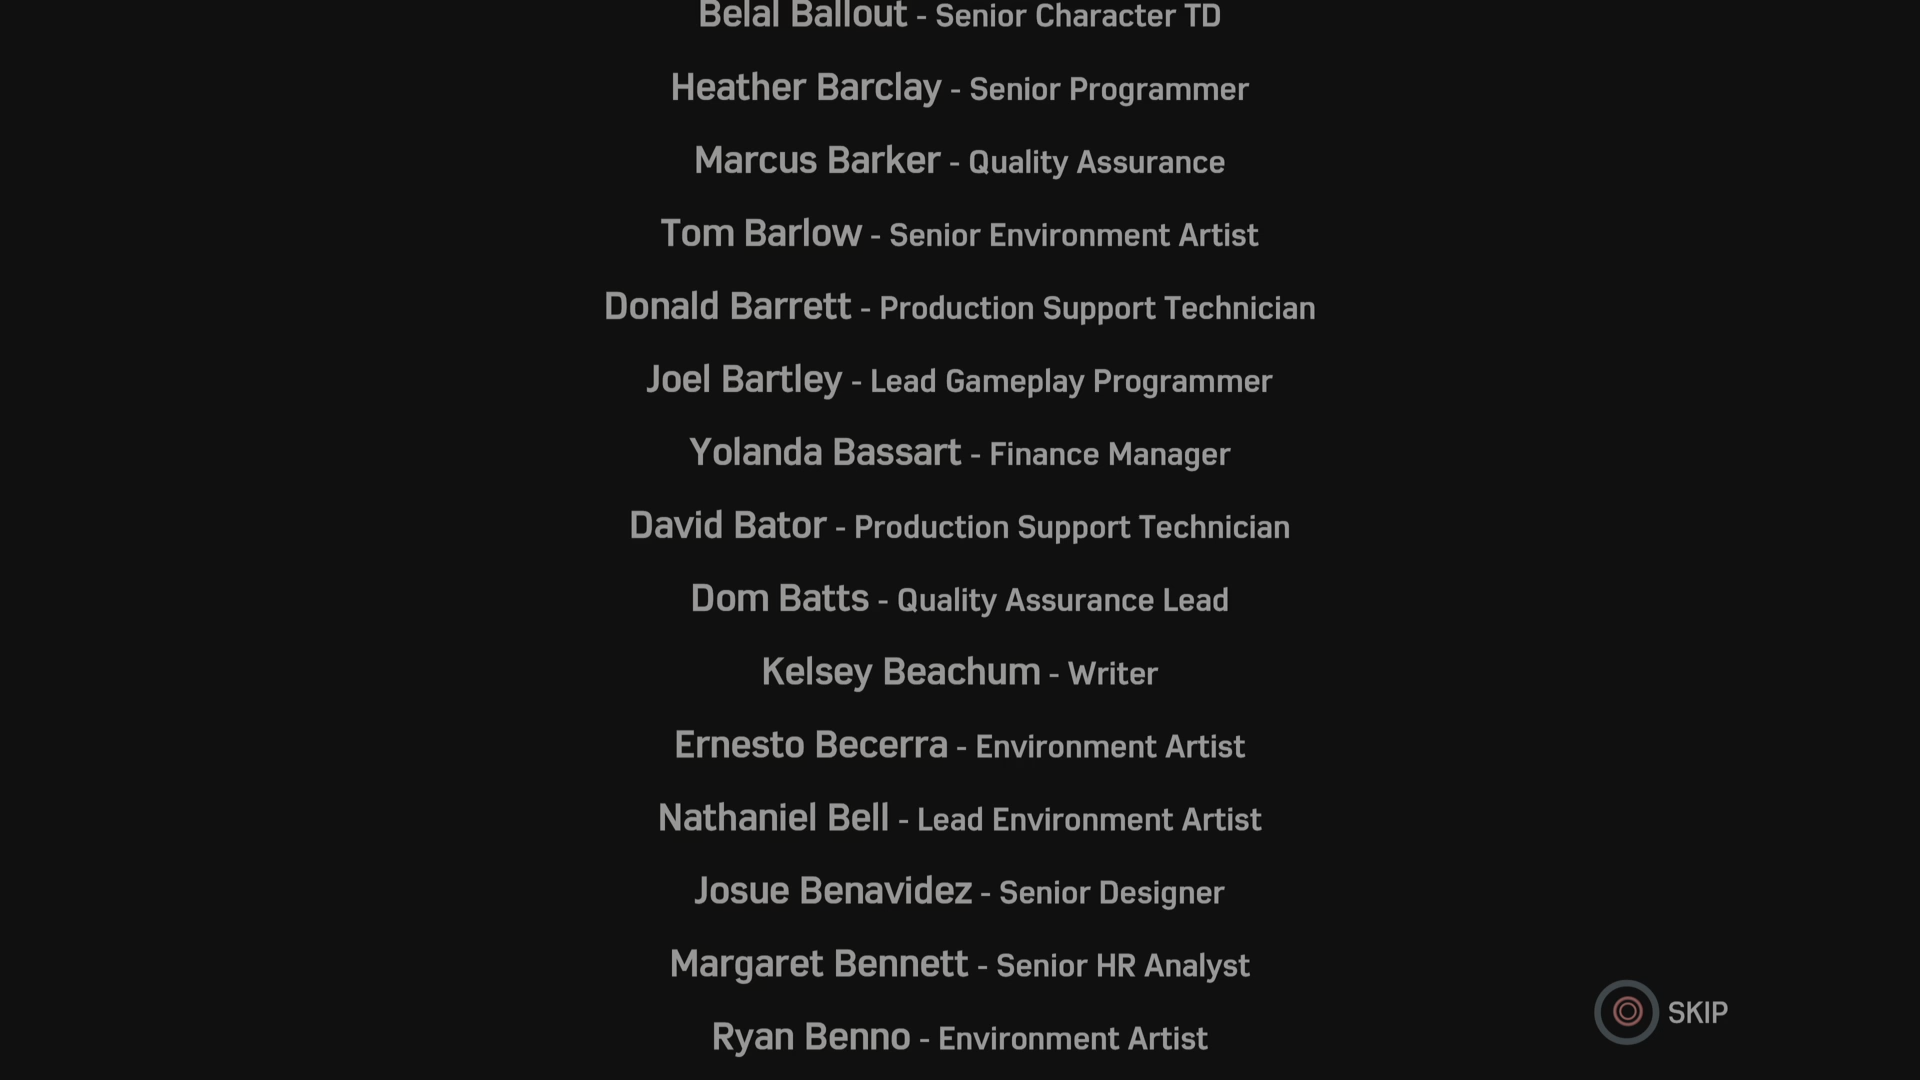 Belal Ballout - Senior Character TD
Heather Barclay - Senior Programmer
Marcus Barker - Quality Assurance
Tom Barlow - Senior Environment Artist
Donald Barrett - Production Support Technician
Joel Bartley - Lead Gameplay Programmer
Yolanda Bassart - Finance Manager
David Bator - Production Support Technician
Dom Batts - Quality Assurance Lead
Kelsey Beachum - Writer
Ernesto Becerra - Environment Artist
Nathaniel Bell - Lead Environment Artist
Josue Benavidez - Senior Designer
Margaret Bennett - Senior HR Analyst
SKIP
Ryan Benno - Environment Artist